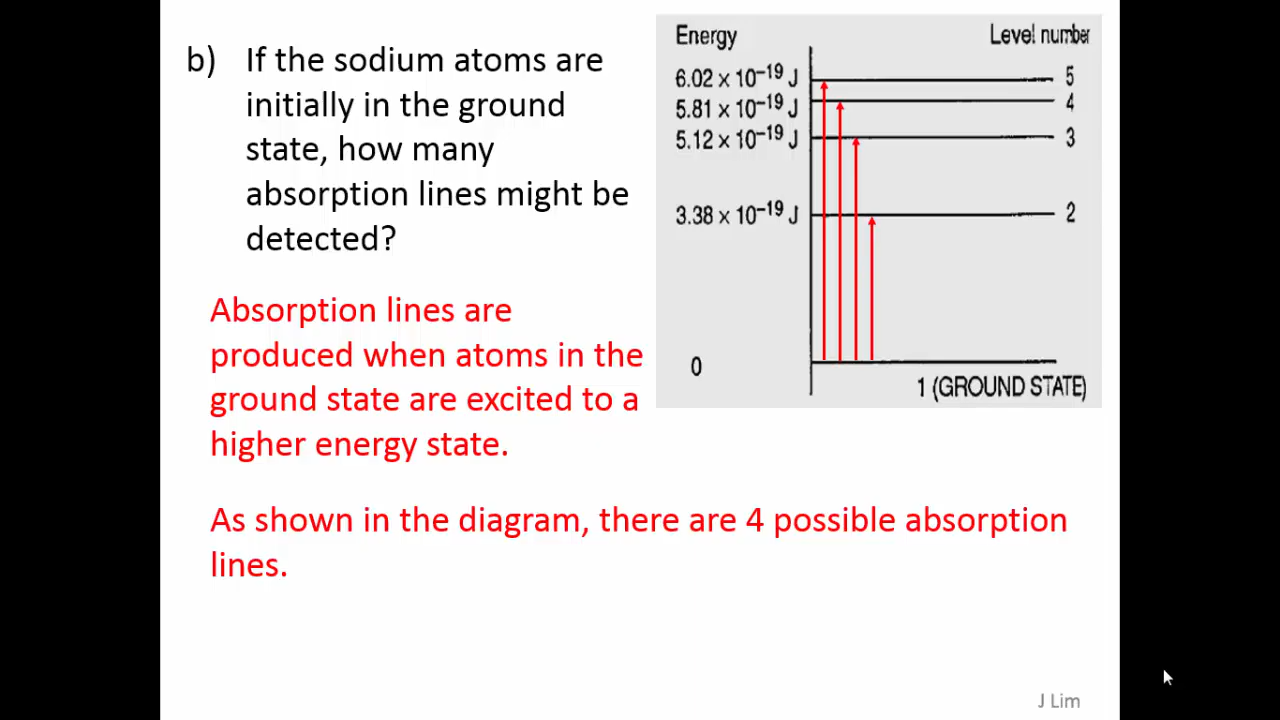 b) If the sodium atoms are
initially in the ground
state, how many
absorption lines might be
detected?
Absorption lines are
produced when atoms in the
ground state are excited to a
higher energy state.
As shown in the diagram, there are 4 possible absorption
lines.
Energy Level number
6.02 × 10⁻¹⁹ J 5
5.81 × 10⁻¹⁹ J 4
5.12 × 10⁻¹⁹ J 3
3.38 × 10⁻¹⁹ J 2
0
1 (GROUND STATE)
J Lim